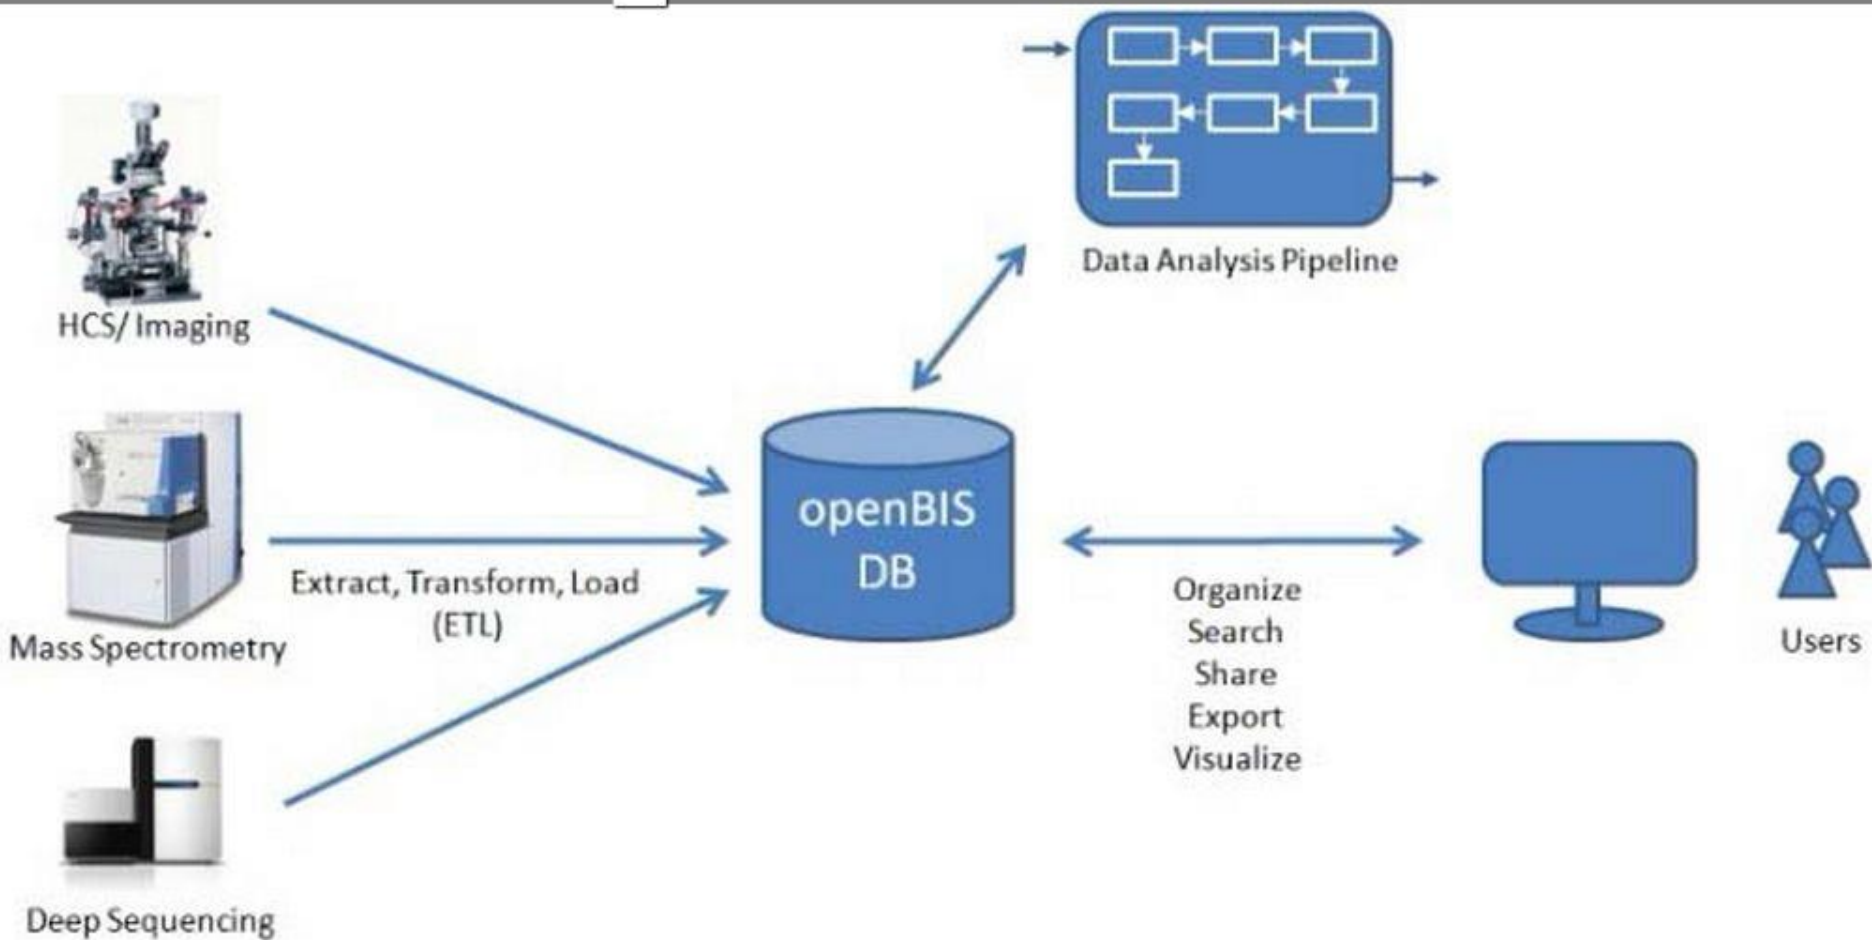 Data Analysis Pipeline
HCS/ Imaging
openBIS
DB
Extract, Transform, Load
(ETL)
Mass Spectrometry
Organize
Search
Share
Export
Visualize
Users
Deep Sequencing